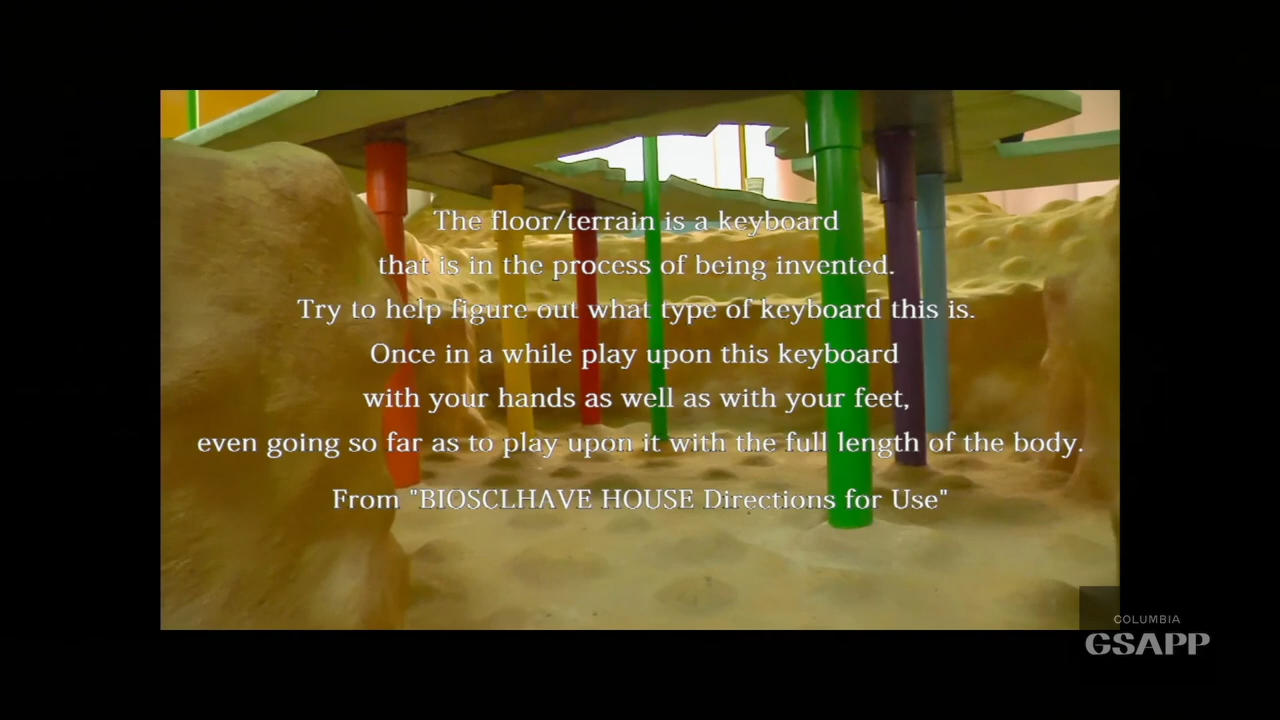 The floor/terrain is a keyboard
that is in the process of being invented.
Try to help figure out what type of keyboard this is.
Once in a while play upon this keyboard
with your hands as well as with your feet,
even going so far as to play upon it with the full length of the body.
From "BIOSCLHAVE HOUSE Directions for Use"
COLUMBIA
GSAPP